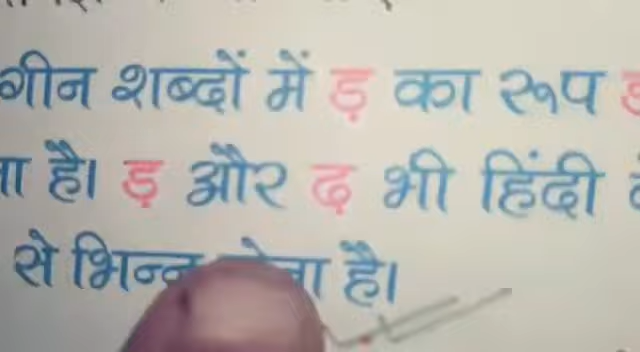 गीन शब्दों में ड़ का रूप
है। ड़ और ढ़ भी हिंदी
से भिन्न है।